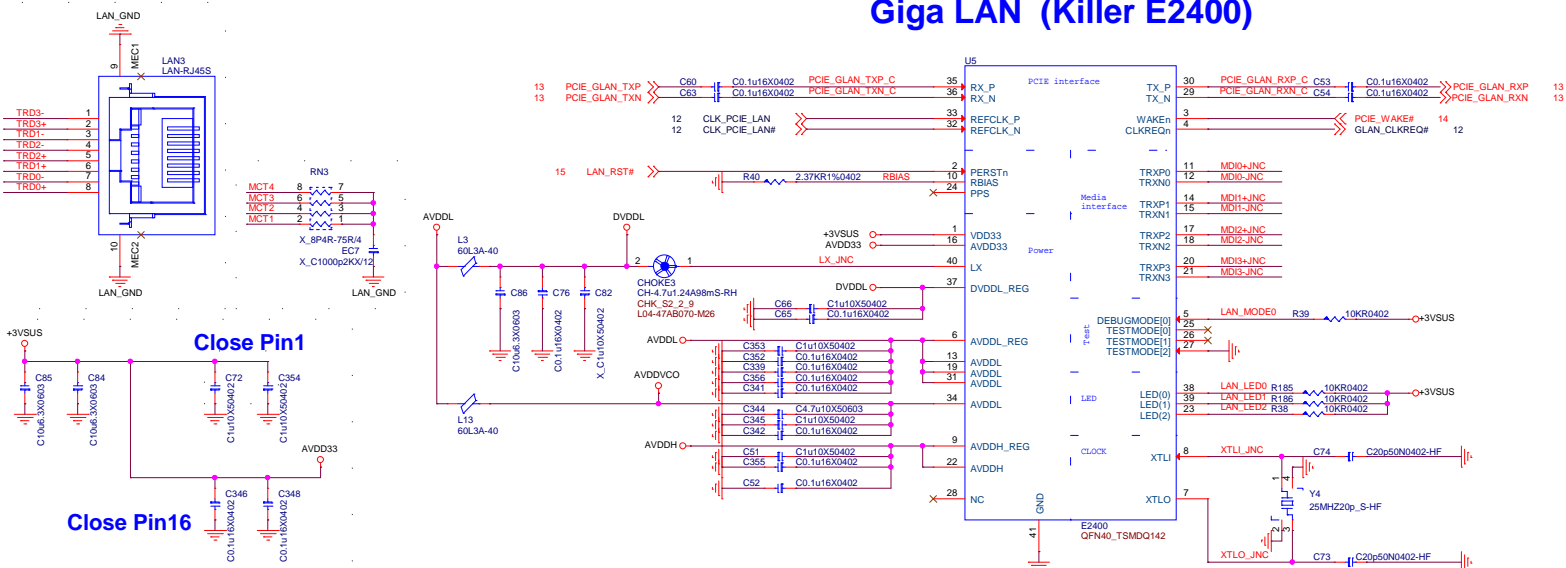 Giga LAN (Killer E2400)
LAN_GND
9
MEC1
LAN3
LAN-RJ45S
TRD3- 1
TRD3+ 2
TRD1- 3
TRD2- 4
TRD2+ 5
TRD1+ 6
TRD0- 7
TRD0+ 8
10
MEC2
LAN_GND
RN3
MCT4 8 7
MCT3 6 5
MCT2 4 3
MCT1 2 1
X_8P4R-75R/4
EC7
X_C1000p2KX/12
LAN_GND
+3VSUS
Close Pin1
C85
C10u6.3X0603
C84
C10u6.3X0603
C72
C1u10X50402
C354
C1u10X50402
AVDD33
C346
C0.1u16X0402
C348
C0.1u16X0402
Close Pin16
AVDDL
L3
60L3A-40
DVDDL
C86
C10u6.3X0603
C76
C0.1u16X0402
C82
X_C1u10X50402
2 1
CHOKE3
CH-4.7u1.24A98mS-RH
CHK_S2_2_9
L04-47AB070-M26
LX_JNC
L13
60L3A-40
AVDDVCO
13 PCIE_GLAN_TXP C60 C0.1u16X0402 PCIE_GLAN_TXP_C 35 RX_P
13 PCIE_GLAN_TXN C63 C0.1u16X0402 PCIE_GLAN_TXN_C 36 RX_N
12 CLK_PCIE_LAN 33 REFCLK_P
12 CLK_PCIE_LAN# 32 REFCLK_N
15 LAN_RST# 2 PERSTn
R40 2.37KR1%0402 RBIAS 10 RBIAS
24 PPS
+3VSUS 1 VDD33
AVDD33 16 AVDD33
40 LX
DVDDL 37 DVDDL_REG
C66 C1u10X50402
C65 C0.1u16X0402
AVDDL 6 AVDDL_REG
C353 C1u10X50402
C352 C0.1u16X0402 13 AVDDL
C339 C0.1u16X0402 19 AVDDL
C356 C0.1u16X0402 31 AVDDL
C341 C0.1u16X0402
34 AVDDL
C344 C4.7u10X50603
C345 C1u10X50402
C342 C0.1u16X0402
AVDDH 9 AVDDH_REG
C51 C1u10X50402
C355 C0.1u16X0402 22 AVDDH
C52 C0.1u16X0402
28 NC
GND
41
U5
PCIE interface
Media
interface
Power
Test
LED
CLOCK
E2400
QFN40_TSMDQ142
TX_P 30 PCIE_GLAN_RXP_C C53 C0.1u16X0402 PCIE_GLAN_RXP 13
TX_N 29 PCIE_GLAN_RXN_C C54 C0.1u16X0402 PCIE_GLAN_RXN 13
WAKEn 3 PCIE_WAKE# 14
CLKREQn 4 GLAN_CLKREQ# 12
TRXP0 11 MDI0+JNC
TRXN0 12 MDI0-JNC
TRXP1 14 MDI1+JNC
TRXN1 15 MDI1-JNC
TRXP2 17 MDI2+JNC
TRXN2 18 MDI2-JNC
TRXP3 20 MDI3+JNC
TRXN3 21 MDI3-JNC
DEBUGMODE[0] 5 LAN_MODE0 R39 10KR0402 +3VSUS
TESTMODE[0] 25
TESTMODE[1] 26
TESTMODE[2] 27
LED(0) 38 LAN_LED0 R185 10KR0402 +3VSUS
LED(1) 39 LAN_LED1 R186 10KR0402
LED(2) 23 LAN_LED2 R38 10KR0402
XTLI 8 XTLI_JNC C74 C20p50N0402-HF
1 4
Y4
25MHZ20p_S-HF
2 3
XTLO 7
XTLO_JNC C73 C20p50N0402-HF